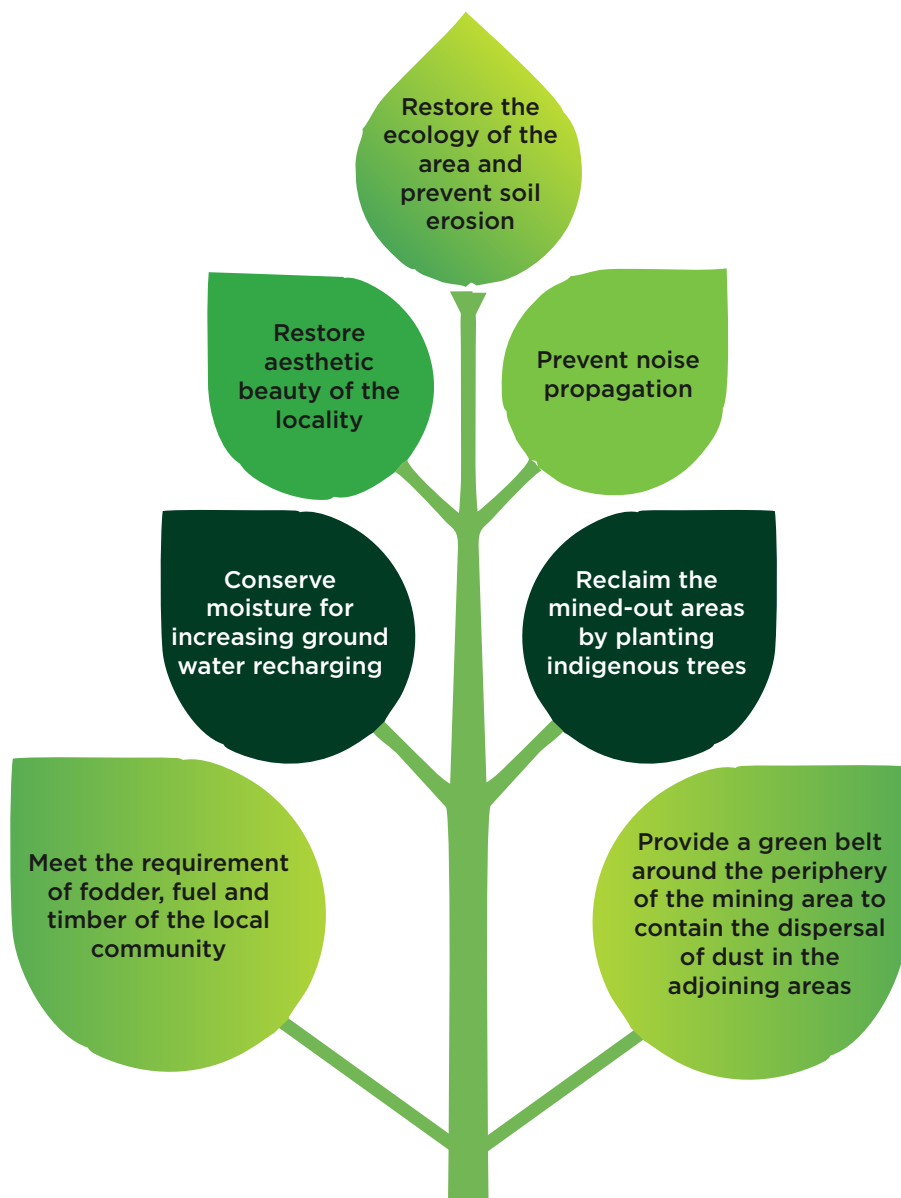 Restore the
ecology of the
area and
prevent soil
erosion
Restore
aesthetic
beauty of the
locality
Prevent noise
propagation
Conserve
moisture for
increasing ground
water recharging
Reclaim the
mined-out areas
by planting
indigenous trees
Meet the requirement
of fodder, fuel and
timber of the local
community
Provide a green belt
around the periphery
of the mining area to
contain the dispersal
of dust in the
adjoining areas